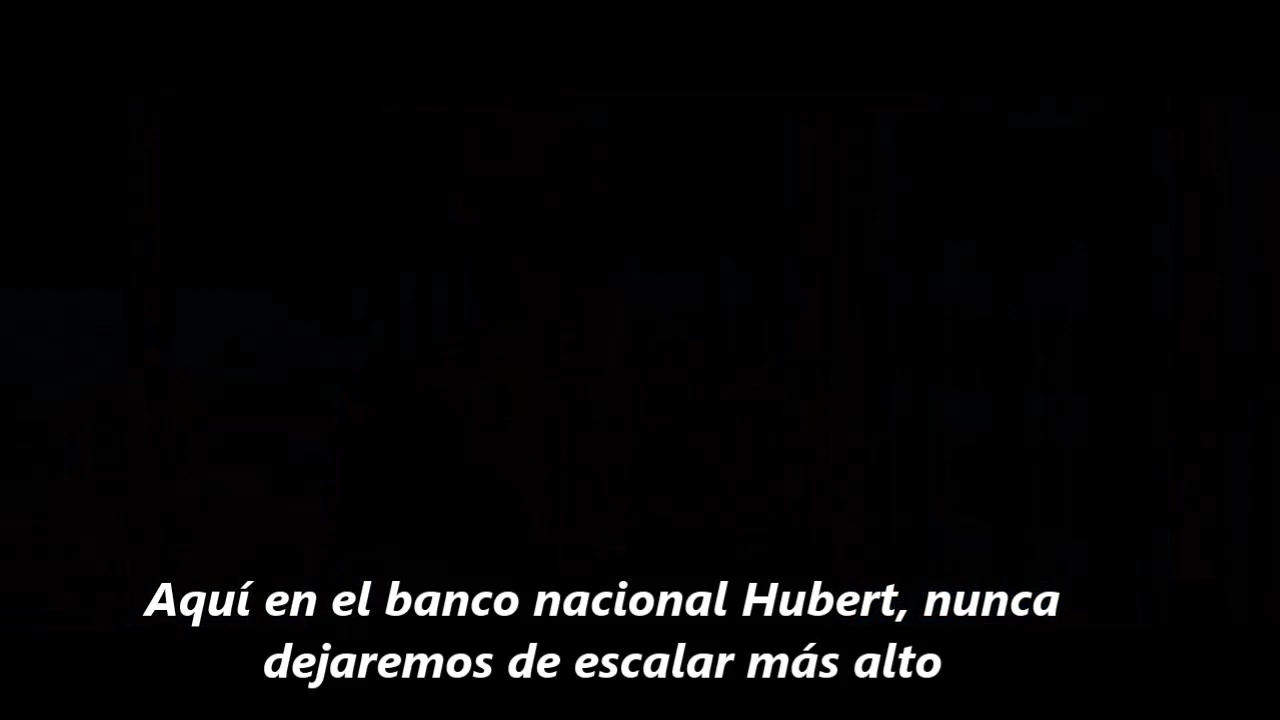 Aquí en el banco nacional Hubert, nunca
dejaremos de escalar más alto